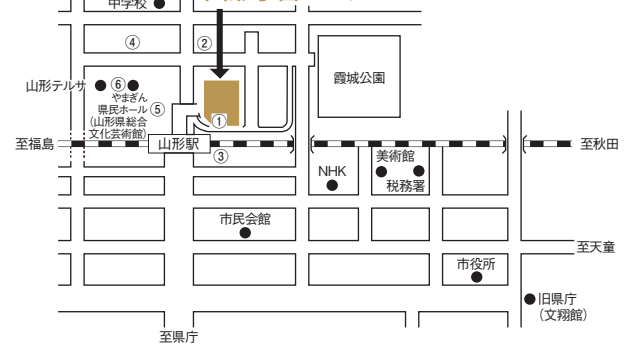 中学校
④
②
霞城公園
山形テルサ
⑥
やまぎん
県民ホール
(山形県総合
文化芸術館)
⑤
①
至福島
山形駅
③
至秋田
NHK
美術館
税務署
市民会館
至天童
市役所
旧県庁
(文翔館)
至県庁